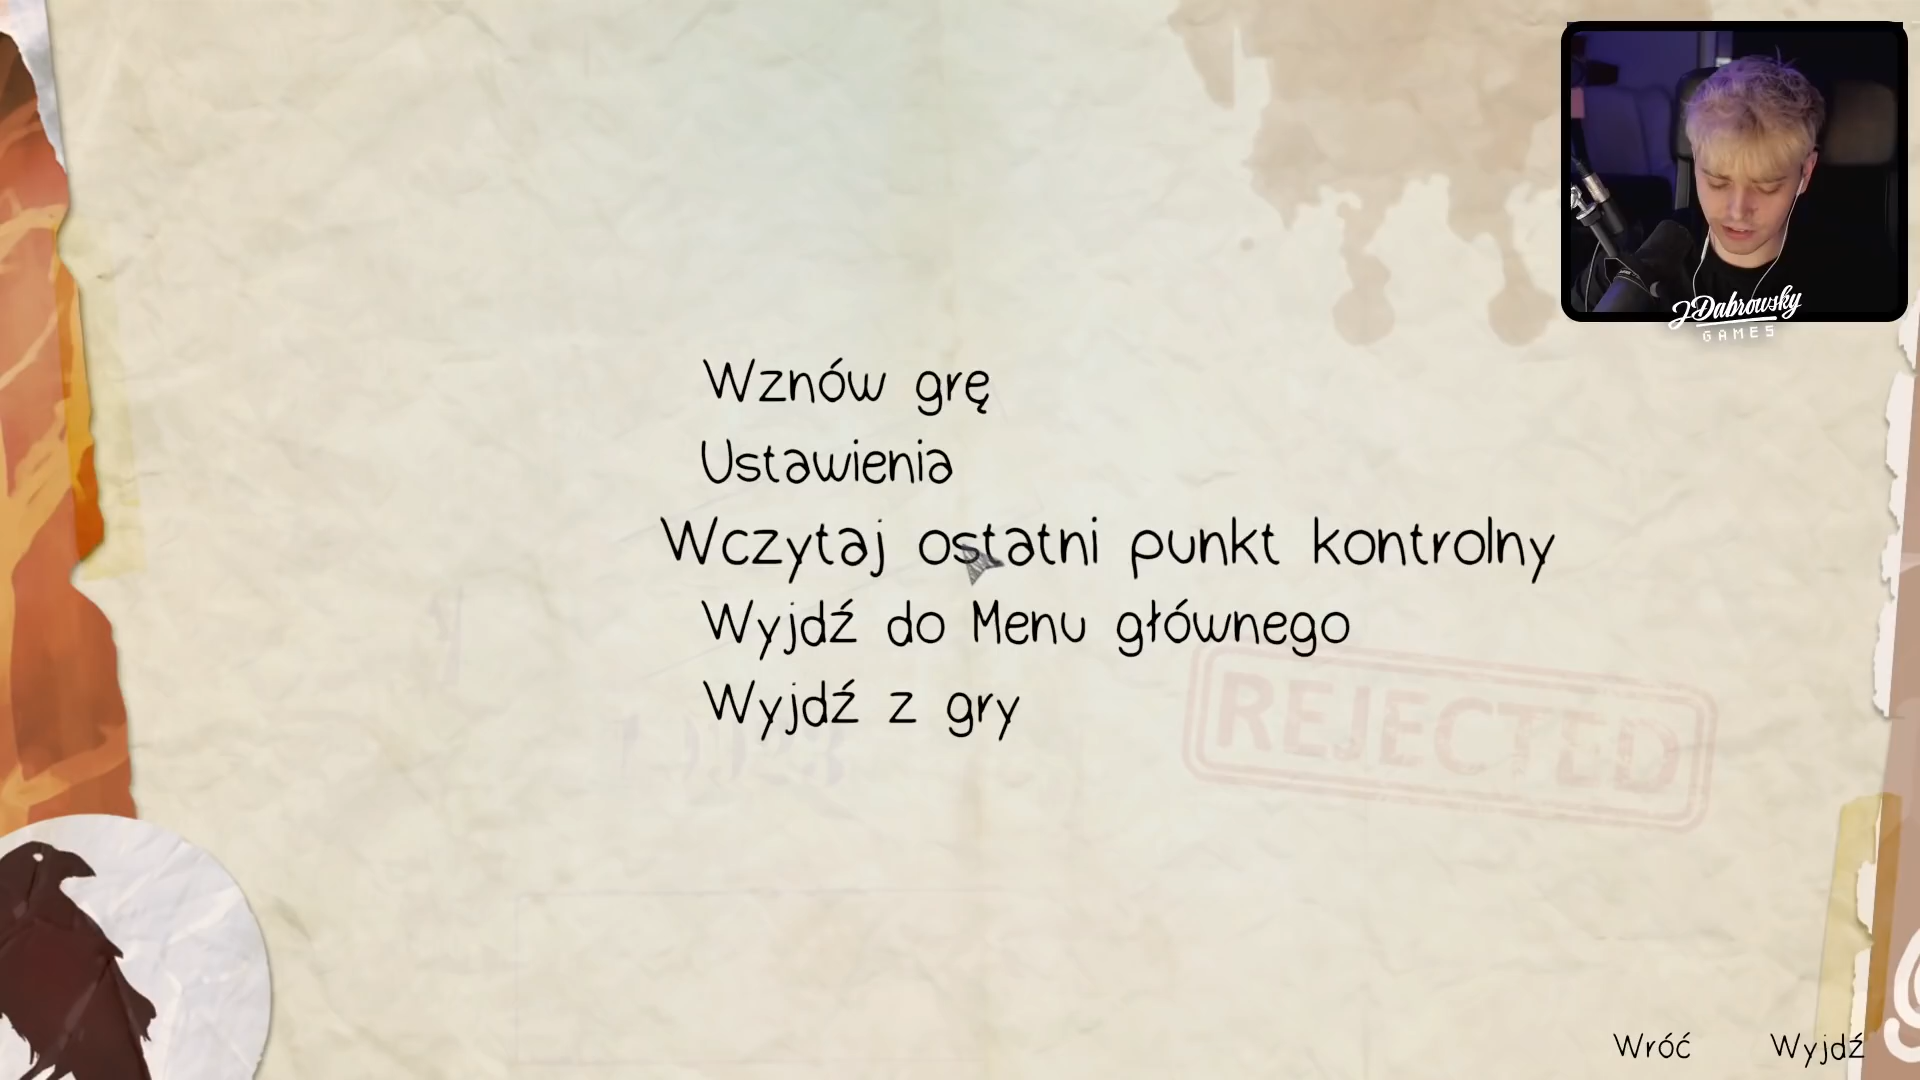 JDabrowsky
GAMES
Wznów grę
Ustawienia
Wczytaj ostatni punkt kontrolny
Wyjdź do Menu głównego
Wyjdź z gry
REJECTED
Wróć Wyjdź